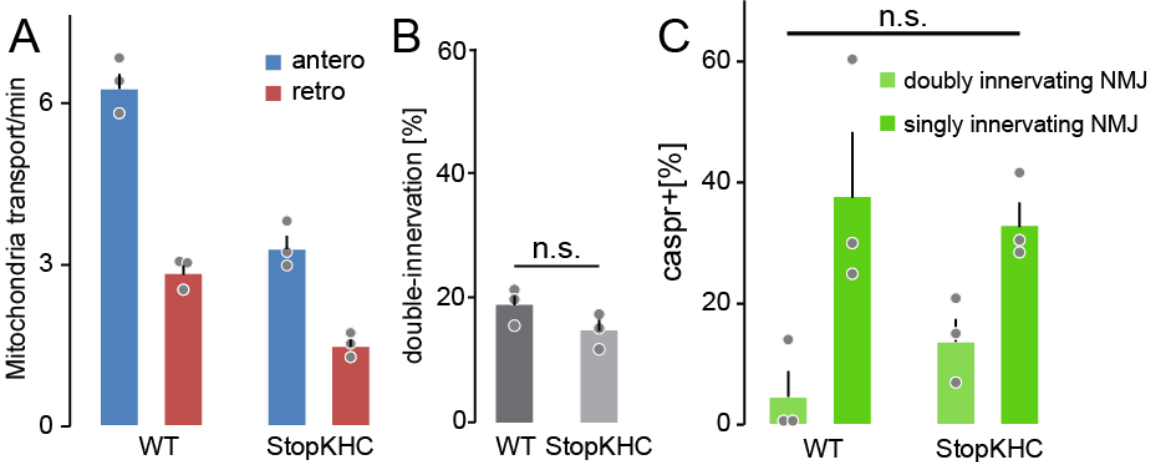 A
Mitochondria transport/min
6
3
0
antero
retro
WT
StopKHC
B
double-innervation [%]
60
40
20
0
n.s.
WT StopKHC
C
caspr+[%]
60
40
20
0
n.s.
doubly innervating NMJ
singly innervating NMJ
WT
StopKHC